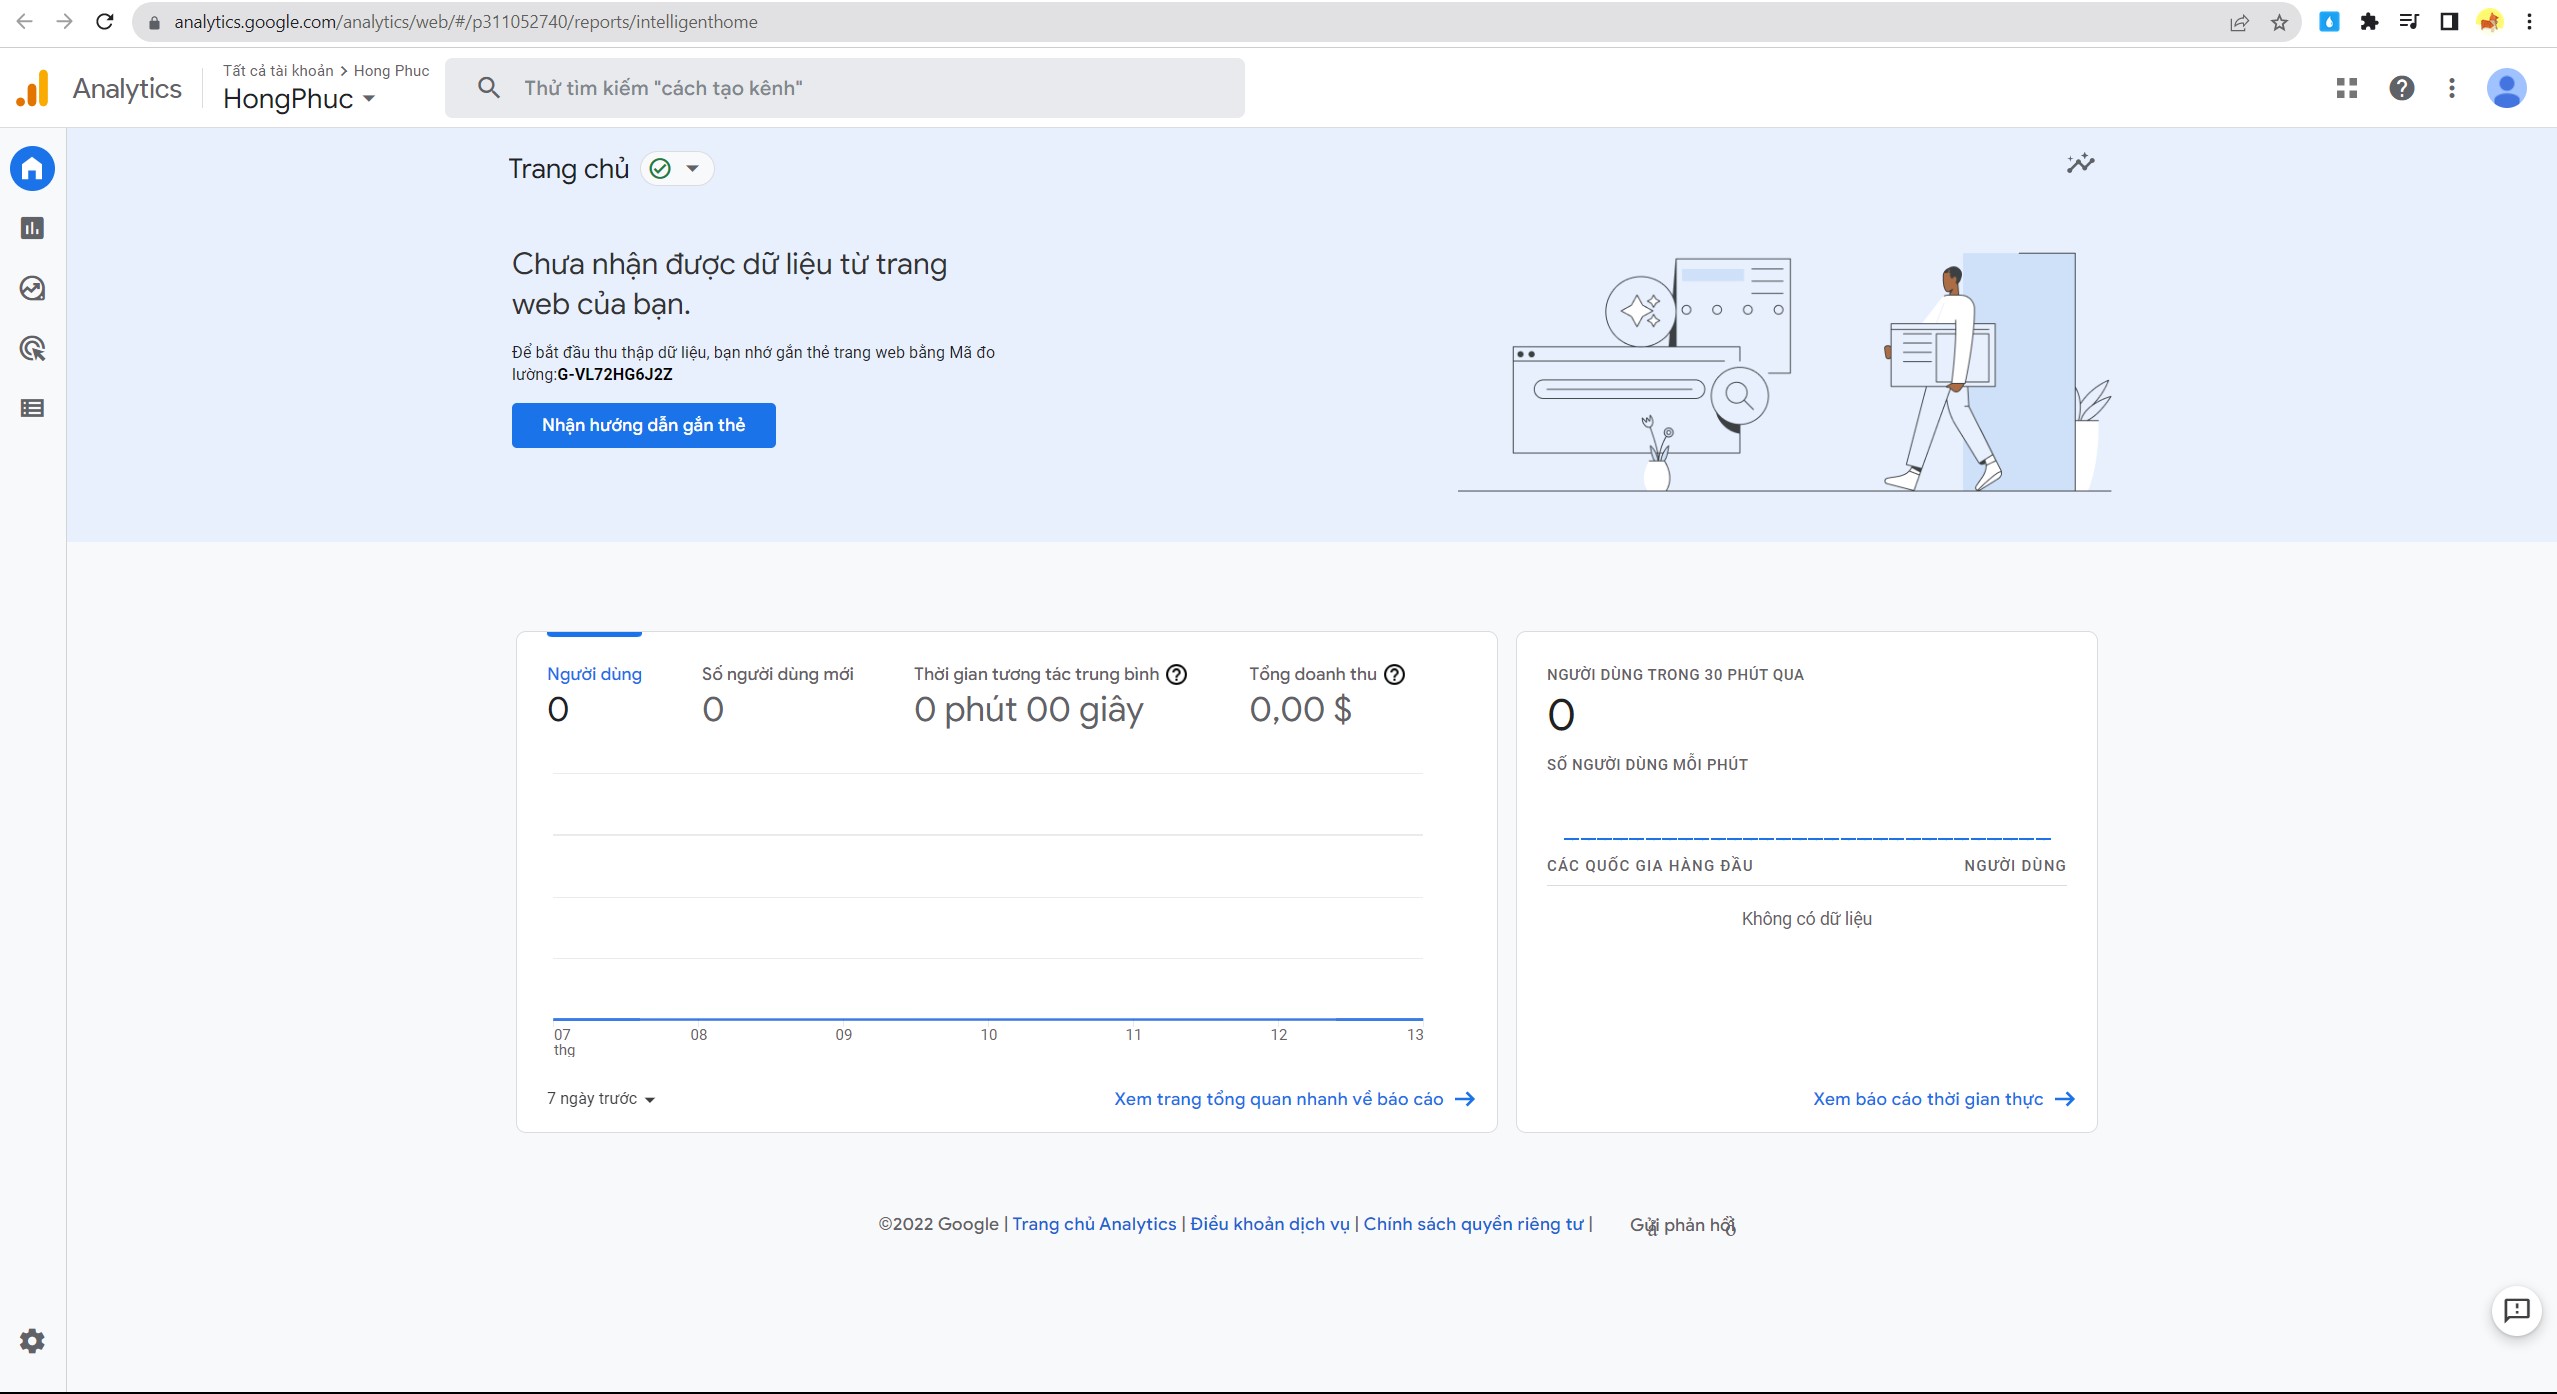 analytics.google.com/analytics/web/#/p311052740/reports/intelligenthome
Analytics
Tất cả tài khoản > Hong Phuc
HongPhuc
Thử tìm kiếm "cách tạo kênh"
Trang chủ
Chưa nhận được dữ liệu từ trang
web của bạn.
Để bắt đầu thu thập dữ liệu, bạn nhớ gắn thẻ trang web bằng Mã đo
lường:G-VL72HG6J2Z
Nhận hướng dẫn gắn thẻ
Người dùng
0
Số người dùng mới
0
Thời gian tương tác trung bình
0 phút 00 giây
Tổng doanh thu
0,00 $
07
thg
08
09
10
11
12
13
7 ngày trước
Xem trang tổng quan nhanh về báo cáo
NGƯỜI DÙNG TRONG 30 PHÚT QUA
0
SỐ NGƯỜI DÙNG MỖI PHÚT
CÁC QUỐC GIA HÀNG ĐẦU NGƯỜI DÙNG
Không có dữ liệu
Xem báo cáo thời gian thực
©2022 Google | Trang chủ Analytics | Điều khoản dịch vụ | Chính sách quyền riêng tư | Gửi phản hồi